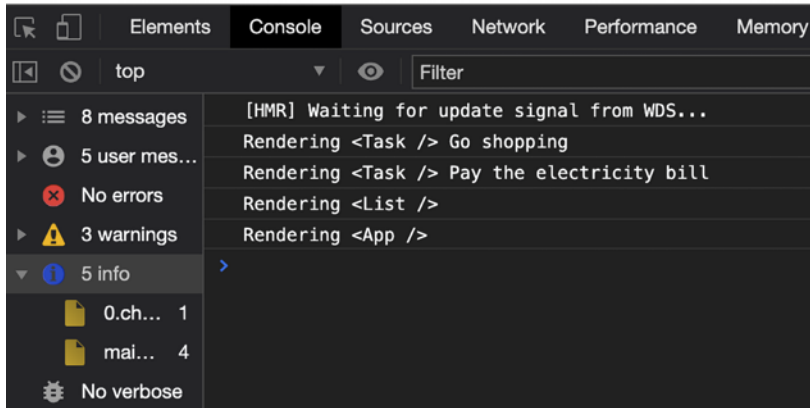 Elements Console Sources Network Performance Memory
top Filter
8 messages
5 user mes...
No errors
3 warnings
5 info
0.ch... 1
mai... 4
No verbose
[HMR] Waiting for update signal from WDS...
Rendering <Task /> Go shopping
Rendering <Task /> Pay the electricity bill
Rendering <List />
Rendering <App />
>